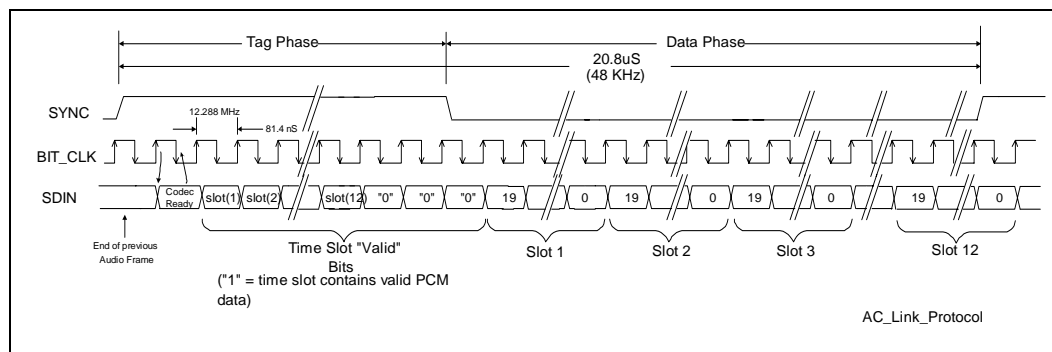 Tag Phase
Data Phase
20.8uS
(48 KHz)
SYNC
12.288 MHz
81.4 nS
BIT_CLK
SDIN
Codec
Ready
slot(1)
slot(2)
slot(12)
"0"
"0"
"0"
19
0
19
0
19
0
19
0
End of previous
Audio Frame
Time Slot "Valid"
Bits
("1" = time slot contains valid PCM
data)
Slot 1
Slot 2
Slot 3
Slot 12
AC_Link_Protocol